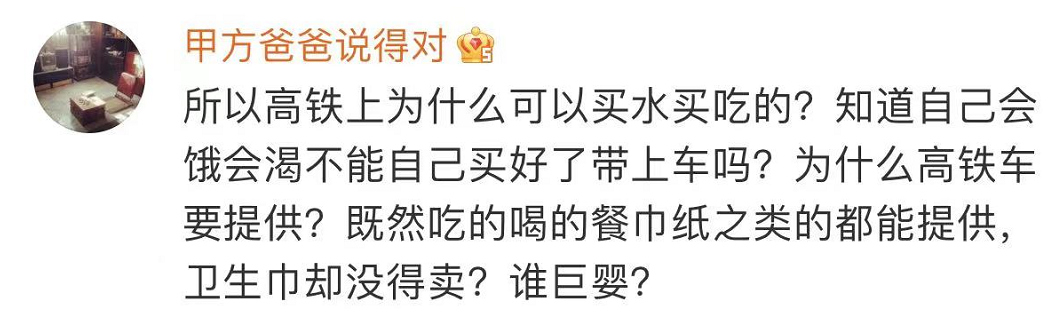 甲方爸爸说得对
5
所以高铁上为什么可以买水买吃的？知道自己会
饿会渴不能自己买好了带上车吗？为什么高铁车
要提供？既然吃的喝的餐巾纸之类的都能提供，
卫生巾却没得卖？谁巨婴？